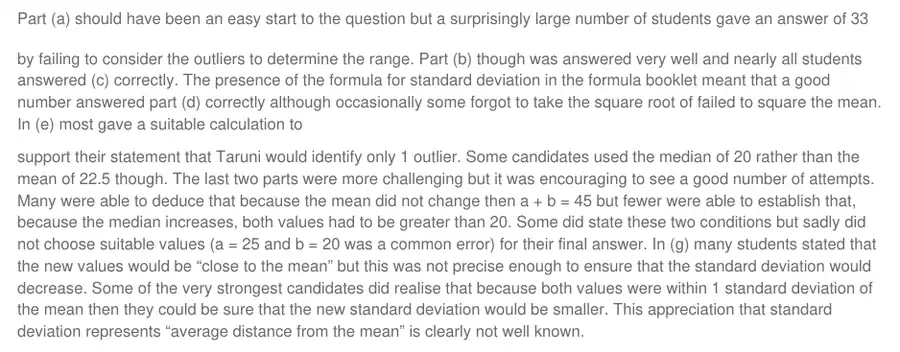 Part (a) should have been an easy start to the question but a surprisingly large number of students gave an answer of 33
by failing to consider the outliers to determine the range. Part (b) though was answered very well and nearly all students
answered (c) correctly. The presence of the formula for standard deviation in the formula booklet meant that a good
number answered part (d) correctly although occasionally some forgot to take the square root of failed to square the mean.
In (e) most gave a suitable calculation to
support their statement that Taruni would identify only 1 outlier. Some candidates used the median of 20 rather than the
mean of 22.5 though. The last two parts were more challenging but it was encouraging to see a good number of attempts.
Many were able to deduce that because the mean did not change then a + b = 45 but fewer were able to establish that,
because the median increases, both values had to be greater than 20. Some did state these two conditions but sadly did
not choose suitable values (a = 25 and b = 20 was a common error) for their final answer. In (g) many students stated that
the new values would be “close to the mean” but this was not precise enough to ensure that the standard deviation would
decrease. Some of the very strongest candidates did realise that because both values were within 1 standard deviation of
the mean then they could be sure that the new standard deviation would be smaller. This appreciation that standard
deviation represents “average distance from the mean” is clearly not well known.